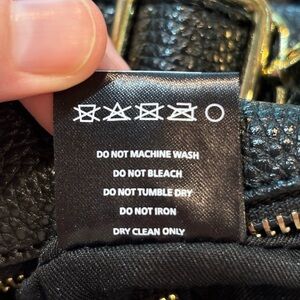 DO NOT MACHINE WASH
DO NOT BLEACH
DO NOT TUMBLE DRY
DO NOT IRON
DRY CLEAN ONLY